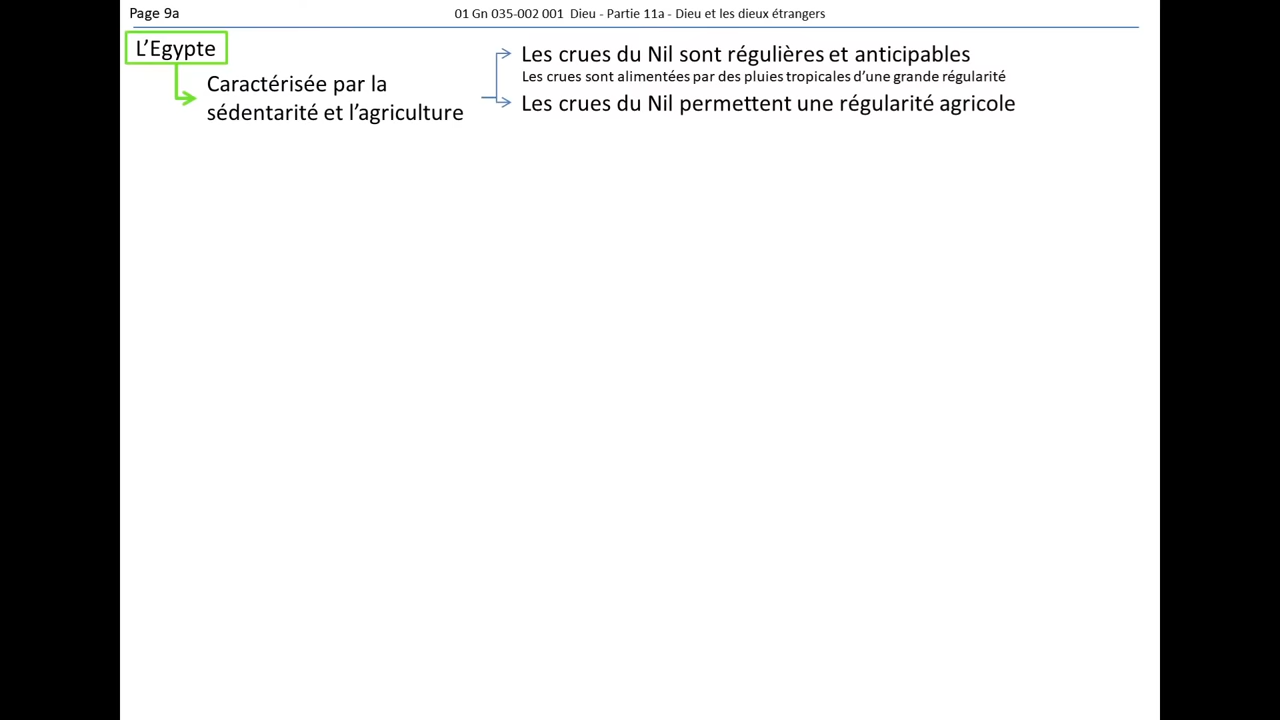 Page 9a
01 Gn 035-002 001  Dieu - Partie 11a - Dieu et les dieux étrangers
L’Egypte
Caractérisée par la
sédentarité et l’agriculture
Les crues du Nil sont régulières et anticipables
Les crues sont alimentées par des pluies tropicales d’une grande régularité
Les crues du Nil permettent une régularité agricole